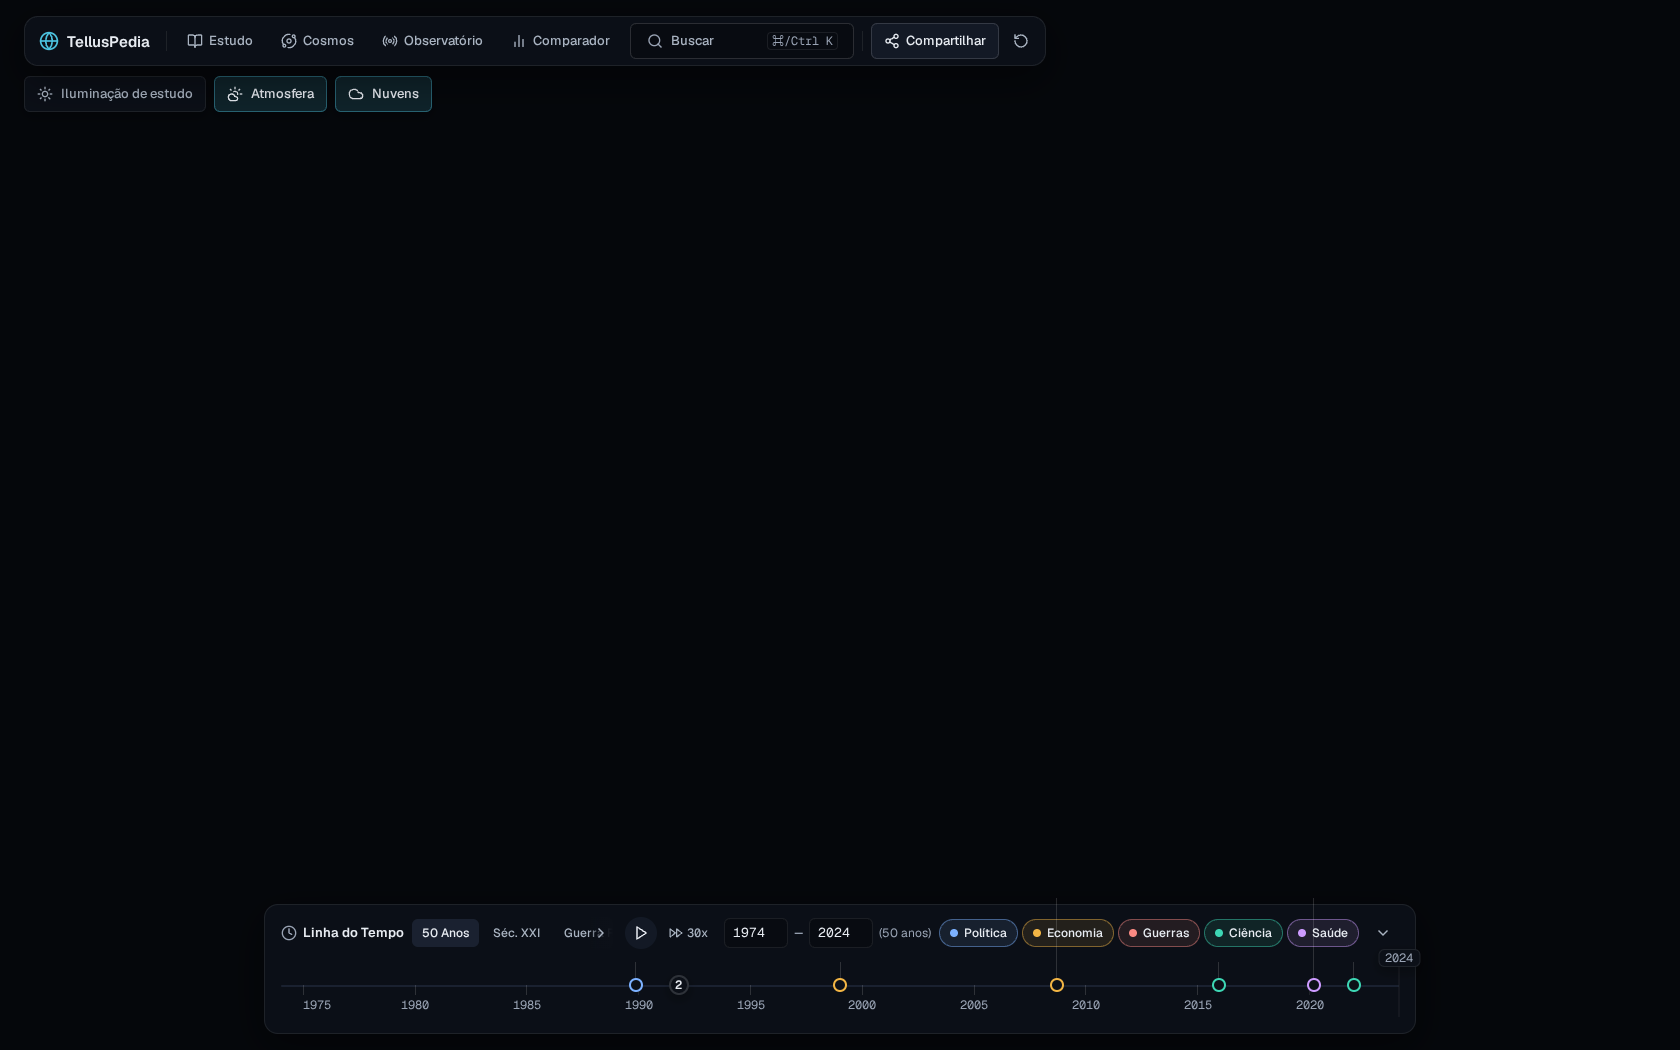 TellusPedia Estudo Cosmos Observatório Comparador Buscar ⌘/Ctrl K Compartilhar
Iluminação de estudo Atmosfera Nuvens
Linha do Tempo 50 Anos Séc. XXI Guerr 30x 1974 — 2024 (50 anos) Política Economia Guerras Ciência Saúde
2024
2
1975 1980 1985 1990 1995 2000 2005 2010 2015 2020